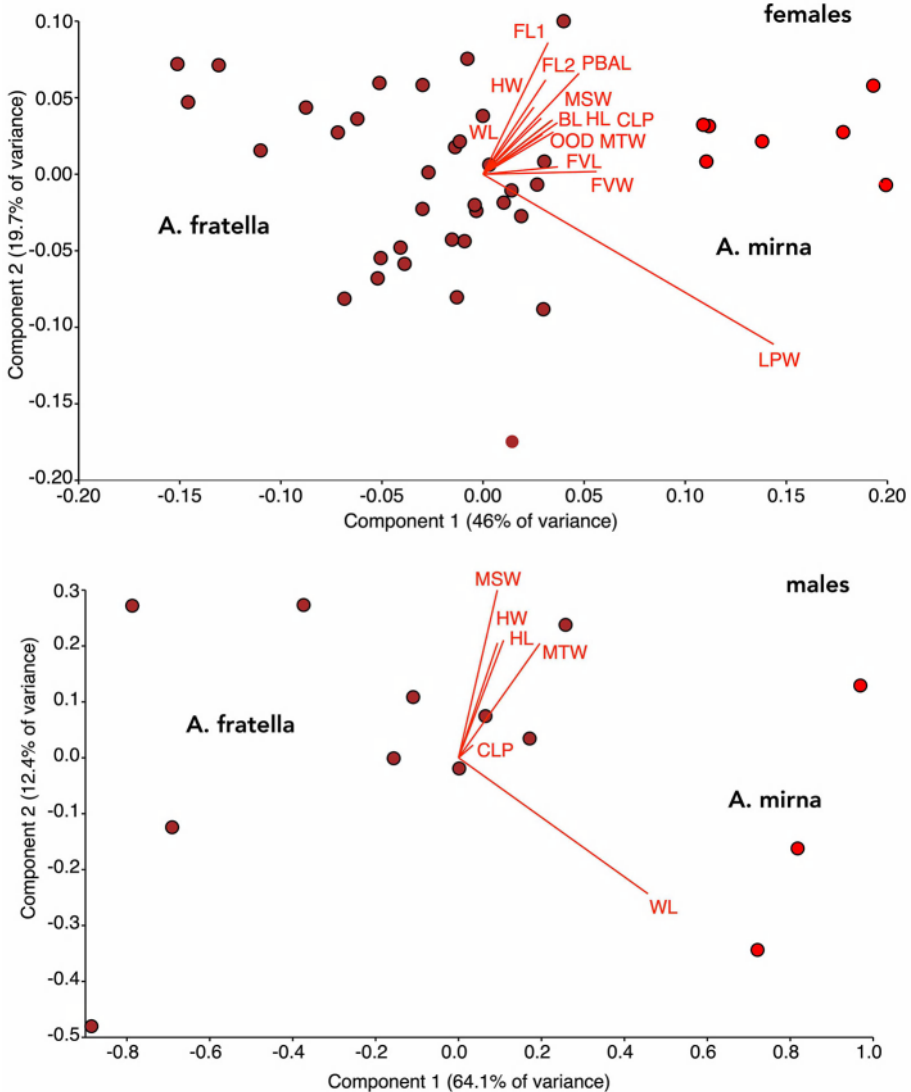 females
0.10
FL1
FL2 PBAL
HW
0.05
MSW
WL
BL HL CLP
OOD MTW
FVL
0.00
FVW
A. fratella
A. mirna
-0.05
-0.10
LPW
-0.15
-0.20
Component 2 (19.7% of variance)
-0.20 -0.15 -0.10 -0.05 0.00 0.05 0.10 0.15 0.20
Component 1 (46% of variance)
males
0.3
MSW
HW
0.2
HL
MTW
A. fratella
0.1
0.0
CLP
A. mirna
-0.1
-0.2
WL
-0.3
-0.4
-0.5
Component 2 (12.4% of variance)
-0.8 -0.6 -0.4 -0.2 0.0 0.2 0.4 0.6 0.8 1.0
Component 1 (64.1% of variance)